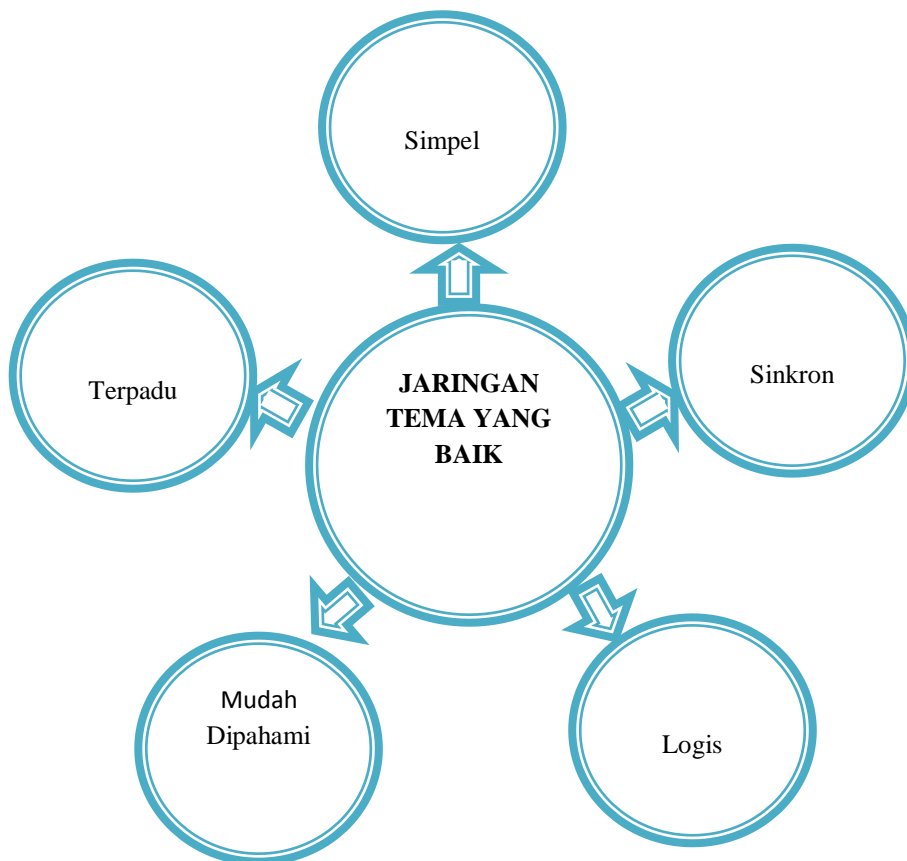 Simpel
JARINGAN
TEMA YANG
BAIK
Sinkron
Terpadu
Mudah
Dipahami
Logis